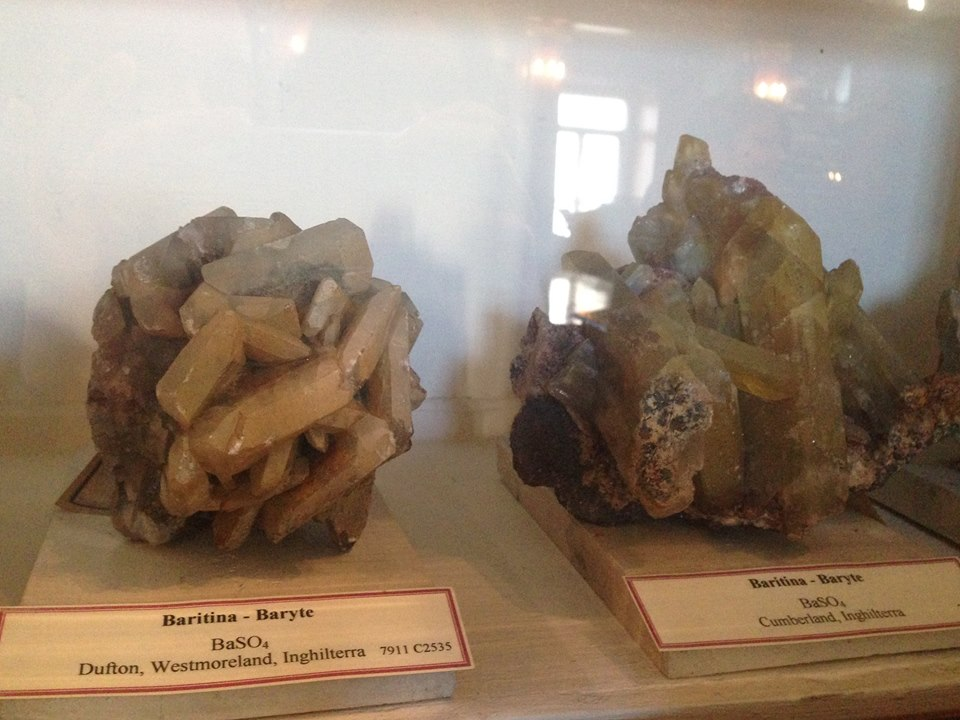 Baritina - Baryte
BaSO₄
Dufton, Westmoreland, Inghilterra 7911 C2535
Baritina - Baryte
BaSO₄
Cumberland, Inghilterra